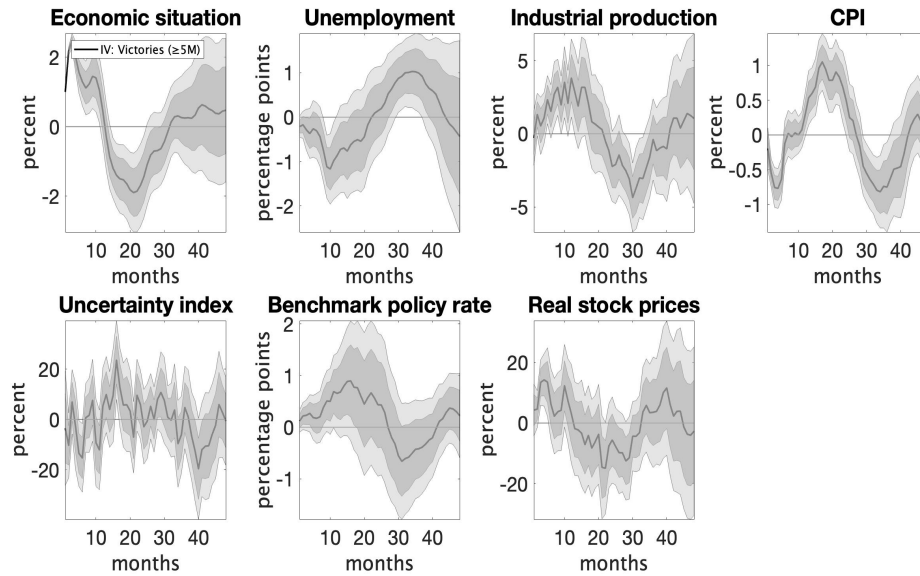 Economic situation
Unemployment
Industrial production
CPI
IV: Victories (≥5M)
percent
2
0
-2
10 20 30 40
months
percentage points
1
0
-1
-2
10 20 30 40
months
percent
5
0
-5
10 20 30 40
months
percent
1
0.5
0
-0.5
-1
10 20 30 40
months
Uncertainty index
Benchmark policy rate
Real stock prices
percent
20
0
-20
10 20 30 40
months
percentage points
2
1
0
-1
10 20 30 40
months
percent
20
0
-20
10 20 30 40
months